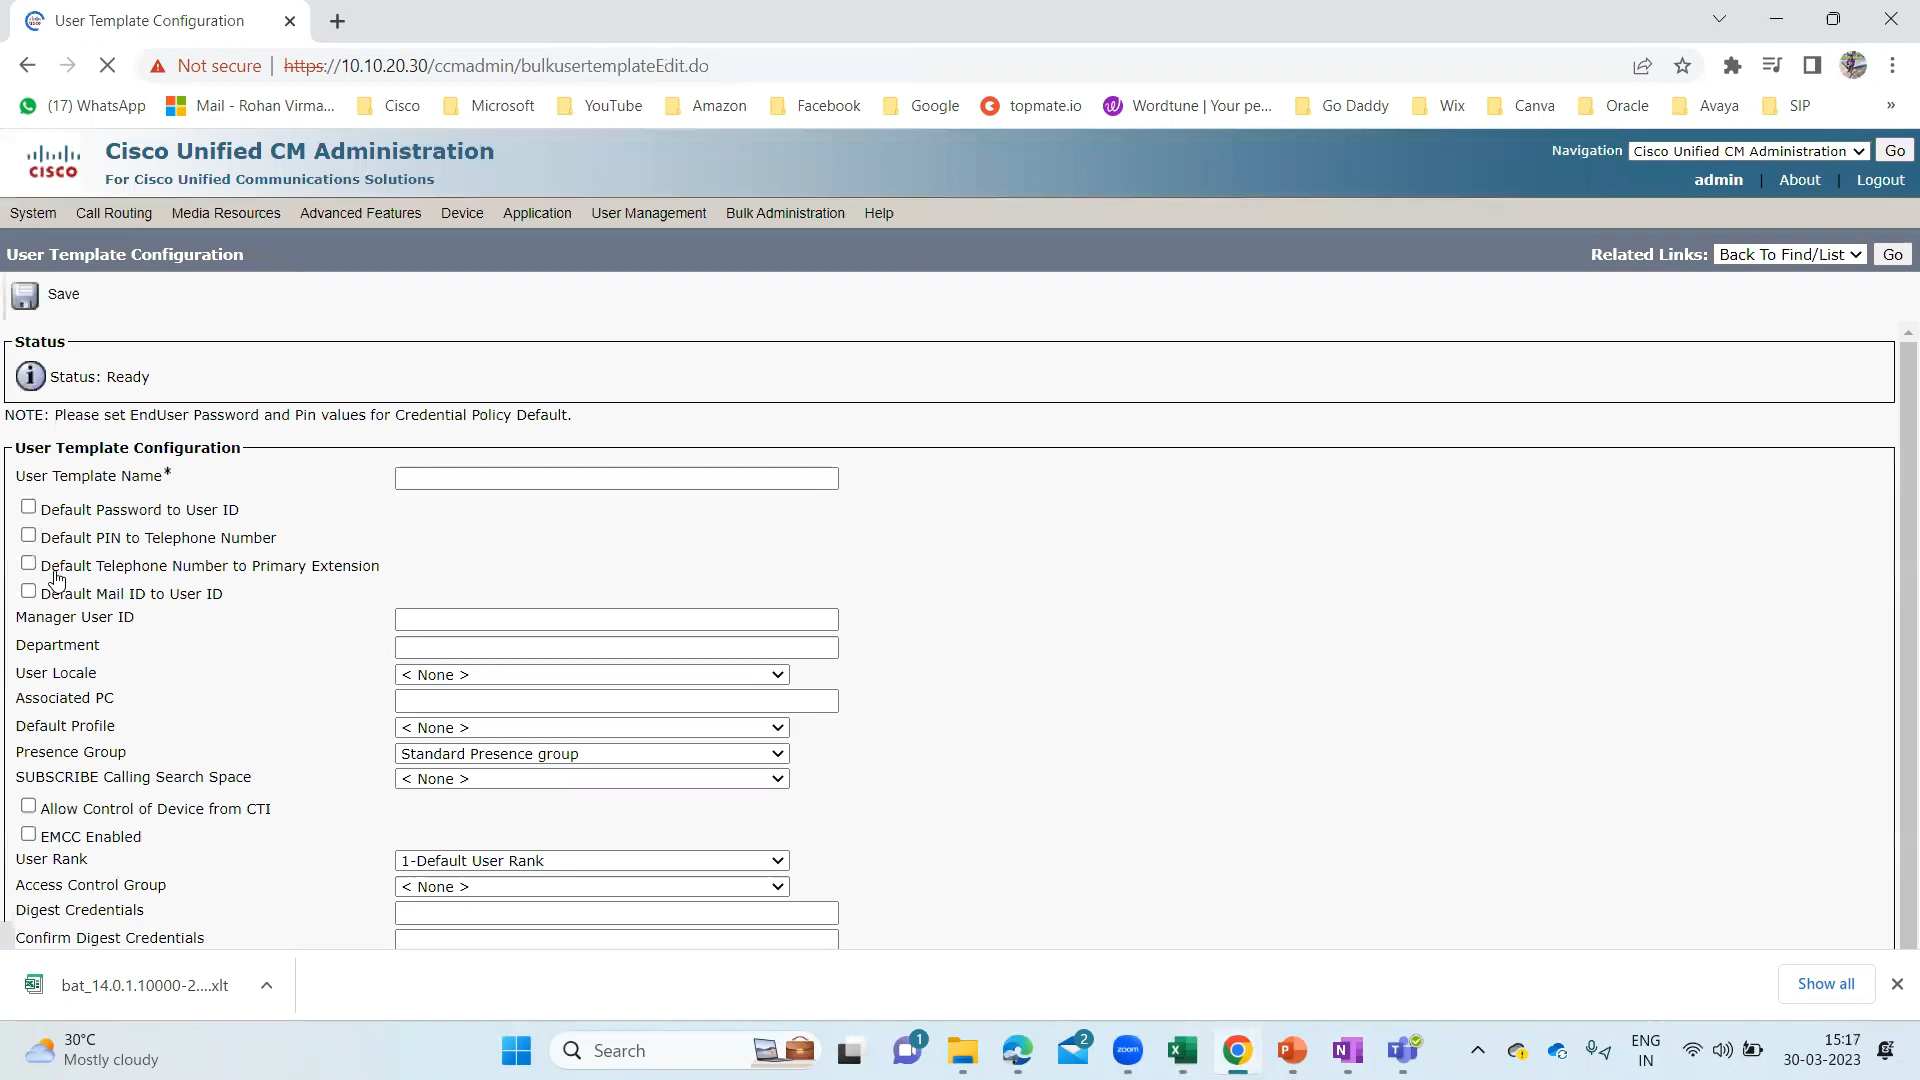 User Template Configuration
Not secure | https://10.10.20.30/ccmadmin/bulkusertemplateEdit.do
(17) WhatsApp Mail - Rohan Virma... Cisco Microsoft YouTube Amazon Facebook Google topmate.io Wordtune | Your pe... Go Daddy Wix Canva Oracle Avaya SIP »
CISCO
Cisco Unified CM Administration
For Cisco Unified Communications Solutions
Navigation Cisco Unified CM Administration Go
admin | About | Logout
System Call Routing Media Resources Advanced Features Device Application User Management Bulk Administration Help
User Template Configuration
Related Links: Back To Find/List Go
Save
Status
Status: Ready
NOTE: Please set EndUser Password and Pin values for Credential Policy Default.
User Template Configuration
User Template Name*
Default Password to User ID
Default PIN to Telephone Number
Default Telephone Number to Primary Extension
Default Mail ID to User ID
Manager User ID
Department
User Locale < None >
Associated PC
Default Profile < None >
Presence Group Standard Presence group
SUBSCRIBE Calling Search Space < None >
Allow Control of Device from CTI
EMCC Enabled
User Rank 1-Default User Rank
Access Control Group < None >
Digest Credentials
Confirm Digest Credentials
bat_14.0.1.10000-2....xlt
Show all
30°C
Mostly cloudy
Search
1
2
zoom
ENG
IN
15:17
30-03-2023